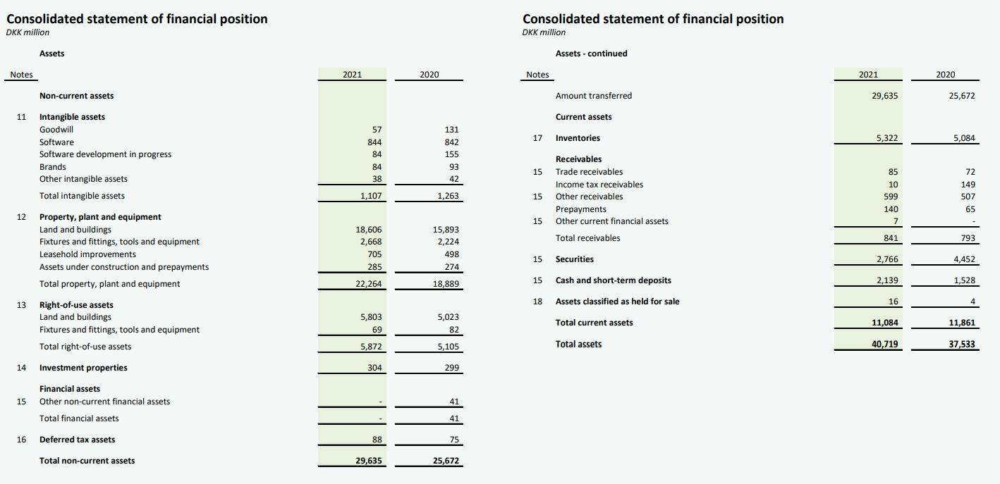 Consolidated statement of financial position
DKK million
Assets
Notes 2021 2020
Non-current assets
11 Intangible assets
Goodwill 57 131
Software 844 842
Software development in progress 84 155
Brands 84 93
Other intangible assets 38 42
Total intangible assets 1,107 1,263
12 Property, plant and equipment
Land and buildings 18,606 15,893
Fixtures and fittings, tools and equipment 2,668 2,224
Leasehold improvements 705 498
Assets under construction and prepayments 285 274
Total property, plant and equipment 22,264 18,889
13 Right-of-use assets
Land and buildings 5,803 5,023
Fixtures and fittings, tools and equipment 69 82
Total right-of-use assets 5,872 5,105
14 Investment properties 304 299
Financial assets
15 Other non-current financial assets - 41
Total financial assets - 41
16 Deferred tax assets 88 75
Total non-current assets 29,635 25,672
Consolidated statement of financial position
DKK million
Assets - continued
Notes 2021 2020
Amount transferred 29,635 25,672
Current assets
17 Inventories 5,322 5,084
Receivables
15 Trade receivables 85 72
Income tax receivables 10 149
15 Other receivables 599 507
Prepayments 140 65
15 Other current financial assets 7 -
Total receivables 841 793
15 Securities 2,766 4,452
15 Cash and short-term deposits 2,139 1,528
18 Assets classified as held for sale 16 4
Total current assets 11,084 11,861
Total assets 40,719 37,533